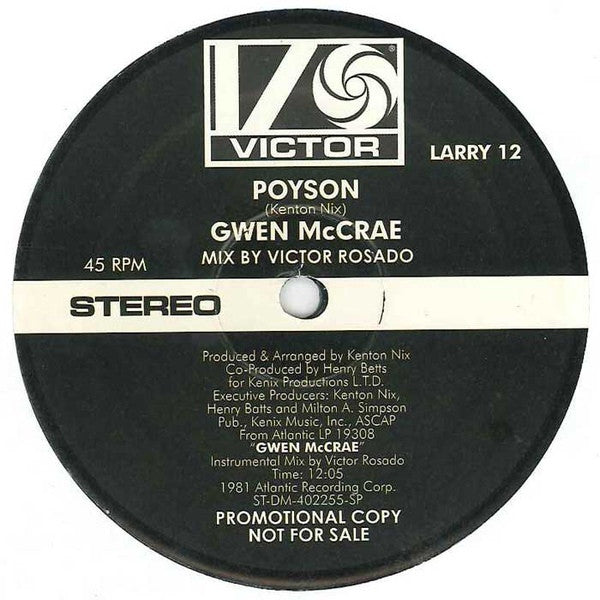 VICTOR
LARRY 12
POYSON
(Kenton Nix)
GWEN McCRAE
MIX BY VICTOR ROSADO
45 RPM
STEREO
Produced & Arranged by Kenton Nix
Co-Produced by Henry Betts
for Kenix Productions L.T.D.
Executive Producers: Kenton Nix,
Henry Batts and Milton A. Simpson
Pub., Kenix Music, Inc., ASCAP
From Atlantic LP 19308
"GWEN McCRAE"
Instrumental Mix by Victor Rosado
Time: 12:05
1981 Atlantic Recording Corp.
ST-DM-402255-SP
PROMOTIONAL COPY
NOT FOR SALE